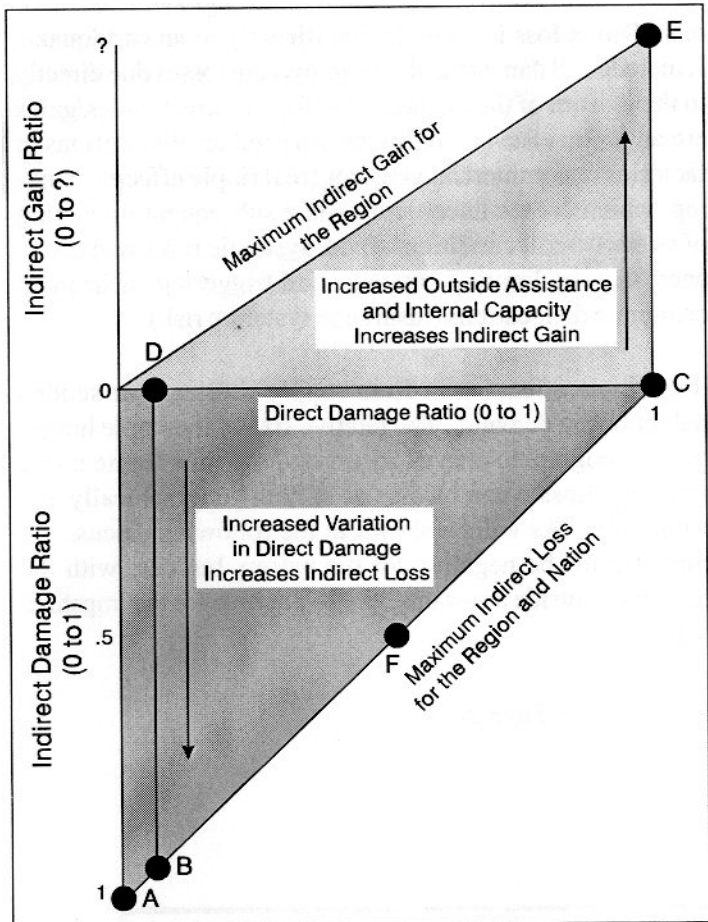 ?
E
Indirect Gain Ratio
(0 to ?)
Maximum Indirect Gain for
the Region
Increased Outside Assistance
and Internal Capacity
Increases Indirect Gain
D
0
C
Direct Damage Ratio (0 to 1)
1
Increased Variation
in Direct Damage
Increases Indirect Loss
Indirect Damage Ratio
(0 to1)
.5
F
Maximum Indirect Loss
for the Region and Nation
B
1
A